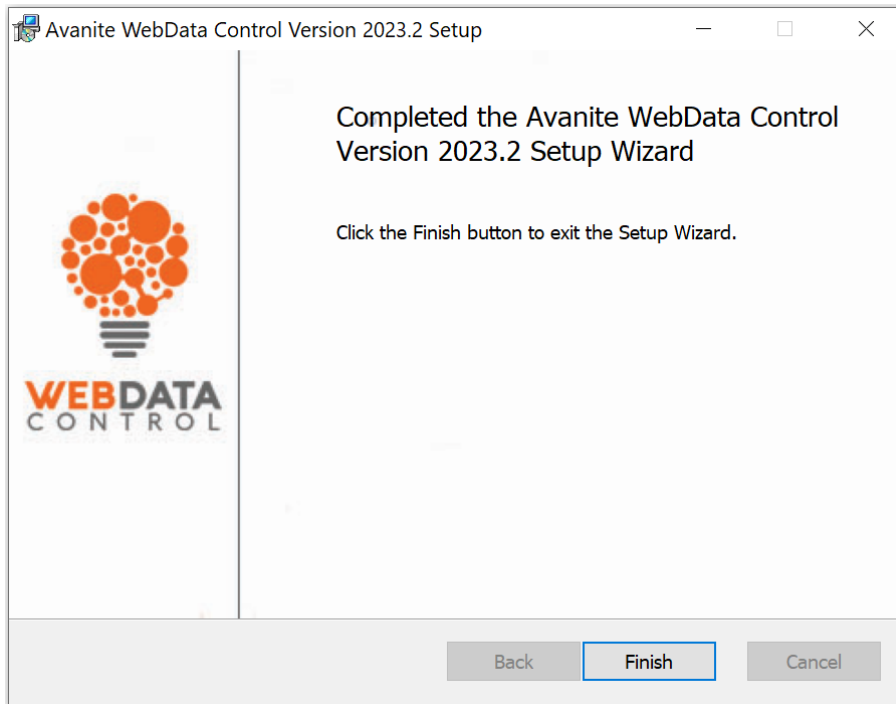 Avanite WebData Control Version 2023.2 Setup
Completed the Avanite WebData Control
Version 2023.2 Setup Wizard
Click the Finish button to exit the Setup Wizard.
WEBDATA
CONTROL
Back
Finish
Cancel